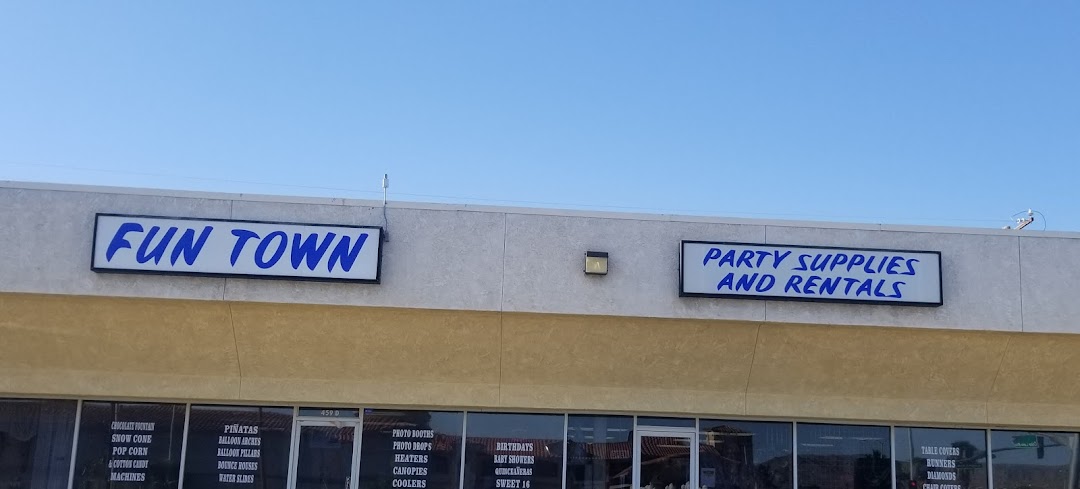 FUN TOWN
PARTY SUPPLIES
AND RENTALS
459 D
CHOCOLATE FOUNTAIN
SNOW CONE
POP CORN
& COTTON CANDY
MACHINES
PIÑATAS
BALLOON ARCHES
BALLOON PILLARS
BOUNCE HOUSES
WATER SLIDES
PHOTO BOOTHS
PHOTO DROPS
HEATERS
CANOPIES
COOLERS
BIRTHDAYS
BABY SHOWERS
QUINCEAÑERAS
SWEET 16
TABLE COVERS
RUNNERS
DIAMONDS
CHAIR COVERS